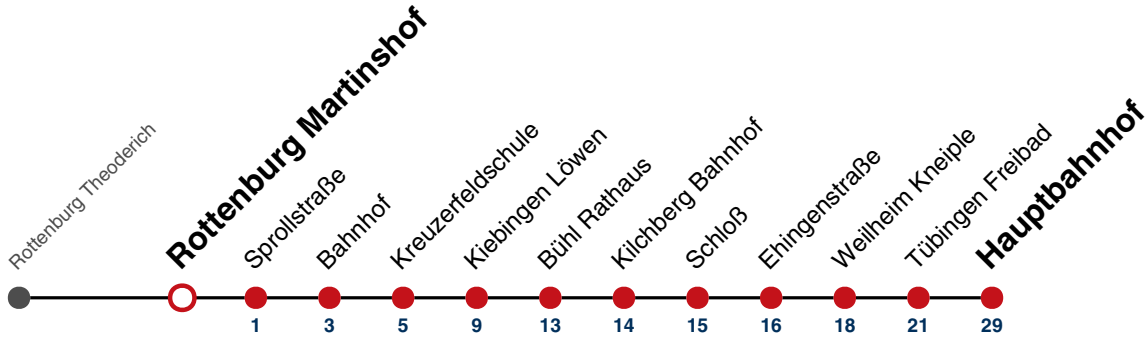 Rottenburg Theoderich
Rottenburg Martinshof
Sprollstraße
Bahnhof
Kreuzerfeldschule
Kiebingen Löwen
Bühl Rathaus
Kilchberg Bahnhof
Schloß
Ehingenstraße
Weilheim Kneiple
Tübingen Freibad
Hauptbahnhof
1 3 5 9 13 14 15 16 18 21 29